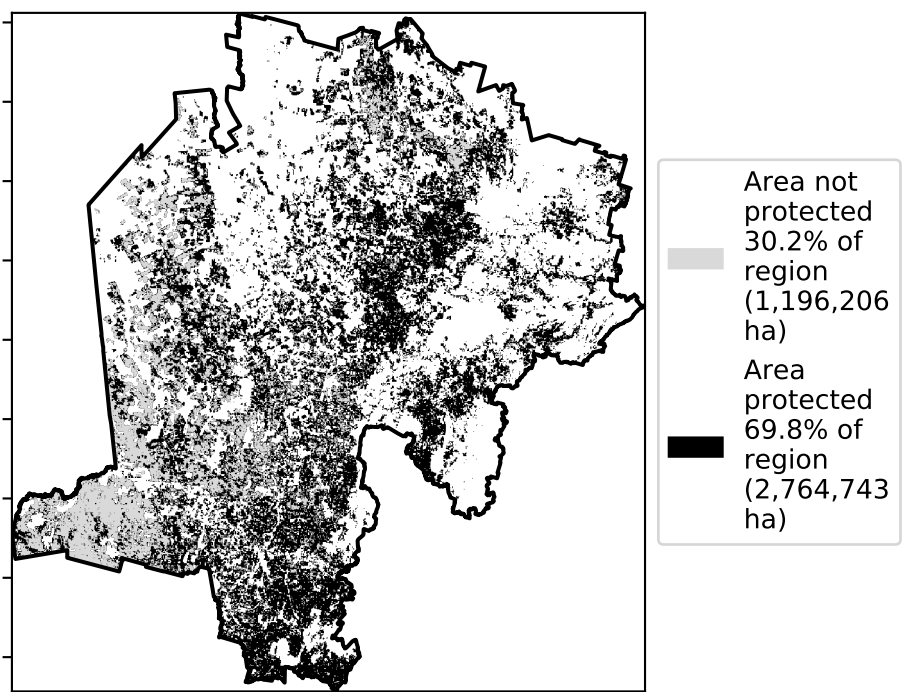 Area not
protected
30.2% of
region
(1,196,206
ha)
Area
protected
69.8% of
region
(2,764,743
ha)